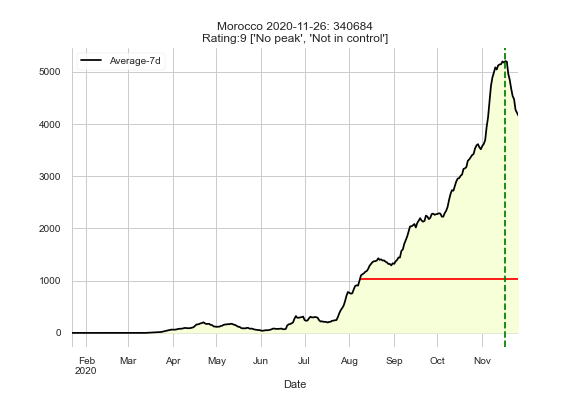 Morocco 2020-11-26: 340684
Rating:9 ['No peak', 'Not in control']
Average-7d
5000
4000
3000
2000
1000
0
Feb Mar Apr May Jun Jul Aug Sep Oct Nov
2020
Date